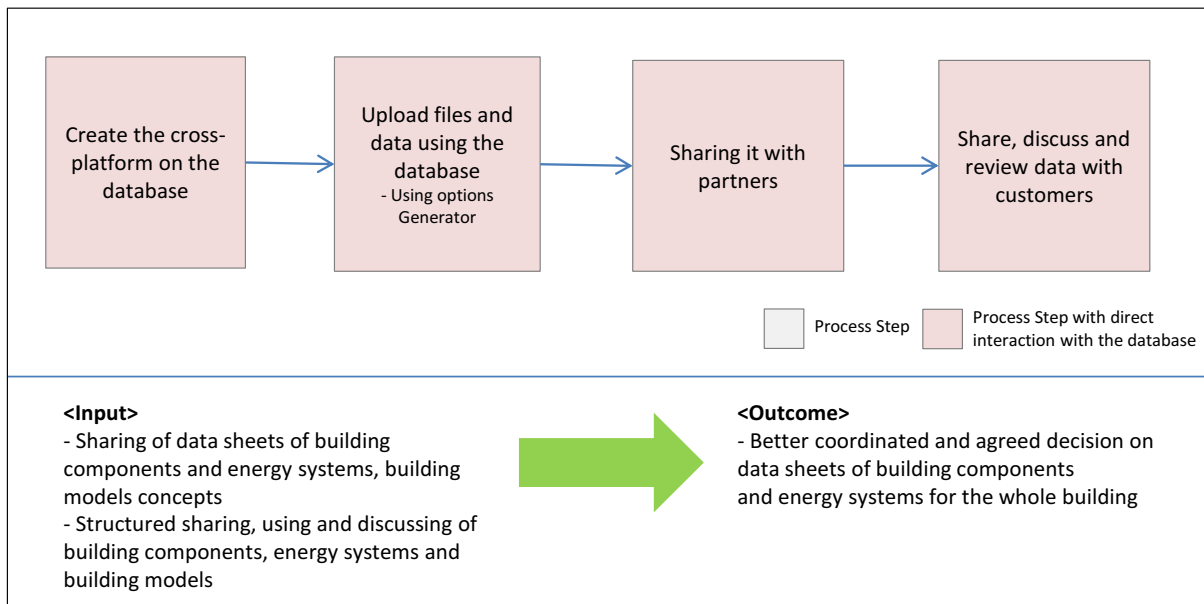 Create the cross-
platform on the
database
Upload files and
data using the
database
- Using options
Generator
Sharing it with
partners
Share, discuss and
review data with
customers
Process Step
Process Step with direct
interaction with the database
<Input>
- Sharing of data sheets of building
components and energy systems, building
models concepts
- Structured sharing, using and discussing of
building components, energy systems and
building models
<Outcome>
- Better coordinated and agreed decision on
data sheets of building components
and energy systems for the whole building